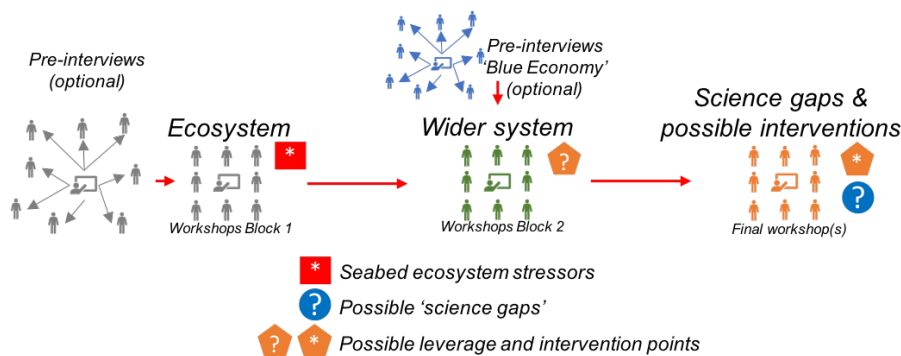 Pre-interviews
(optional)
Pre-interviews
‘Blue Economy’
(optional)
Ecosystem
*
Workshops Block 1
Wider system
?
Workshops Block 2
Science gaps &
possible interventions
*
?
Final workshop(s)
* Seabed ecosystem stressors
? Possible ‘science gaps’
? * Possible leverage and intervention points